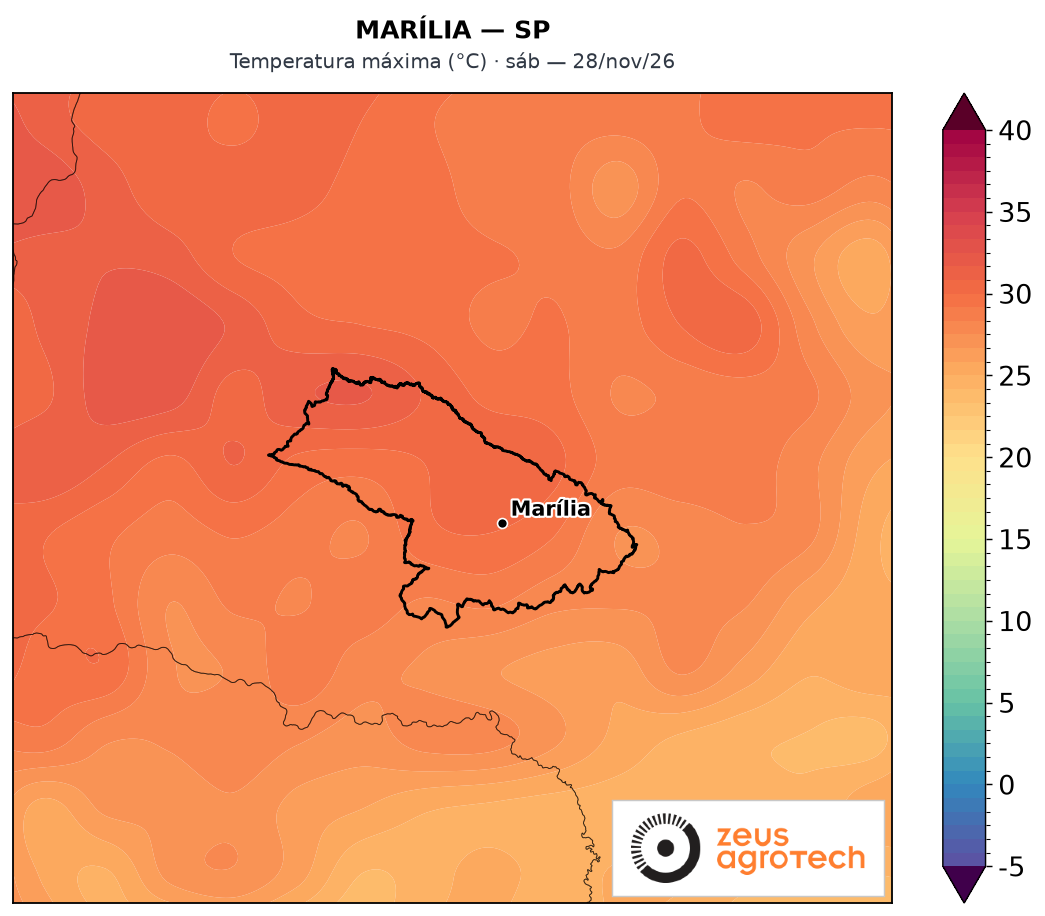 MARÍLIA — SP
Temperatura máxima (°C) · sáb — 28/nov/26
40
35
30
25
20
15
10
5
0
-5
Marília
zeus
agrotech